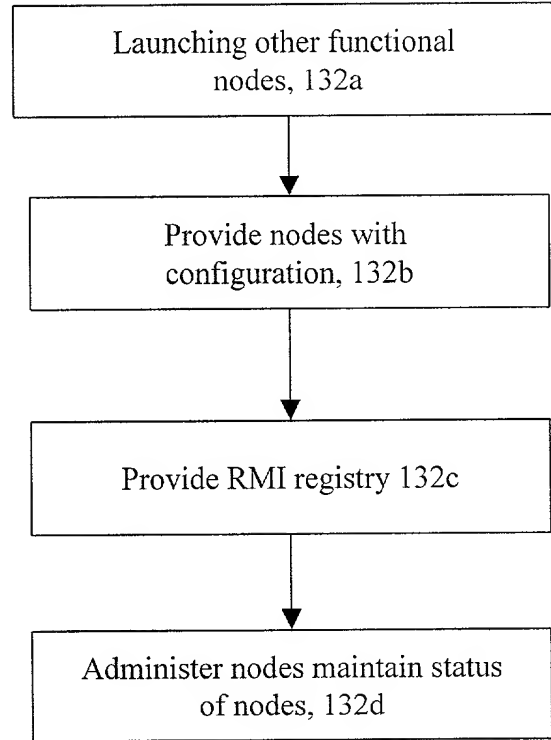 Launching other functional
nodes, 132a
Provide nodes with
configuration, 132b
Provide RMI registry 132c
Administer nodes maintain status
of nodes, 132d